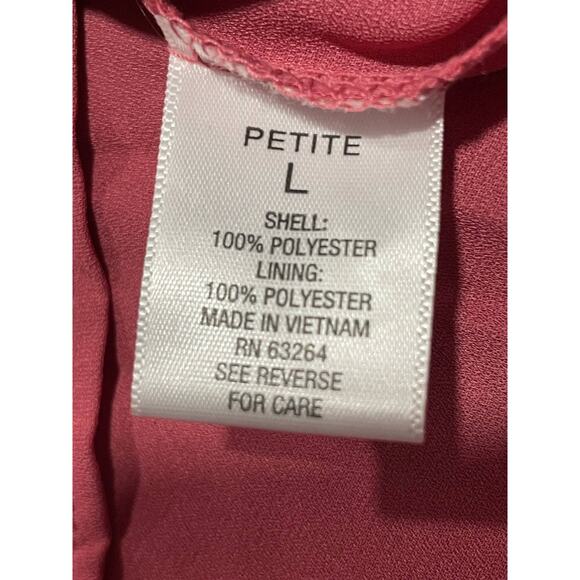 PETITE
L
SHELL:
100% POLYESTER
LINING:
100% POLYESTER
MADE IN VIETNAM
RN 63264
SEE REVERSE
FOR CARE